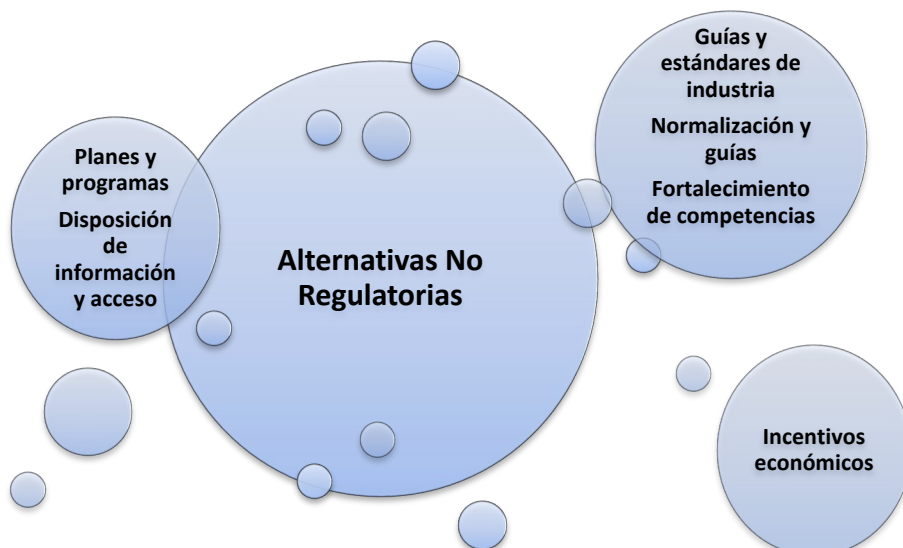 Guías y
estándares de
industria
Normalización y
guías
Fortalecimiento
de competencias
Planes y
programas
Disposición
de
información
y acceso
Alternativas No
Regulatorias
Incentivos
económicos